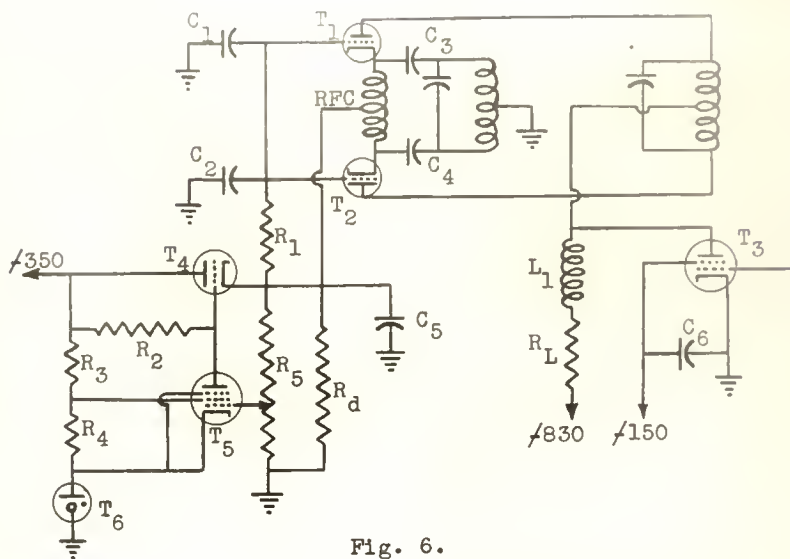 C1
T1
C3
RFC
C2
T2
C4
R1
T4
+350
T3
L1
R2
C5
C6
R3
R5
Rd
RL
R4
T5
+830
+150
T6
Fig. 6.